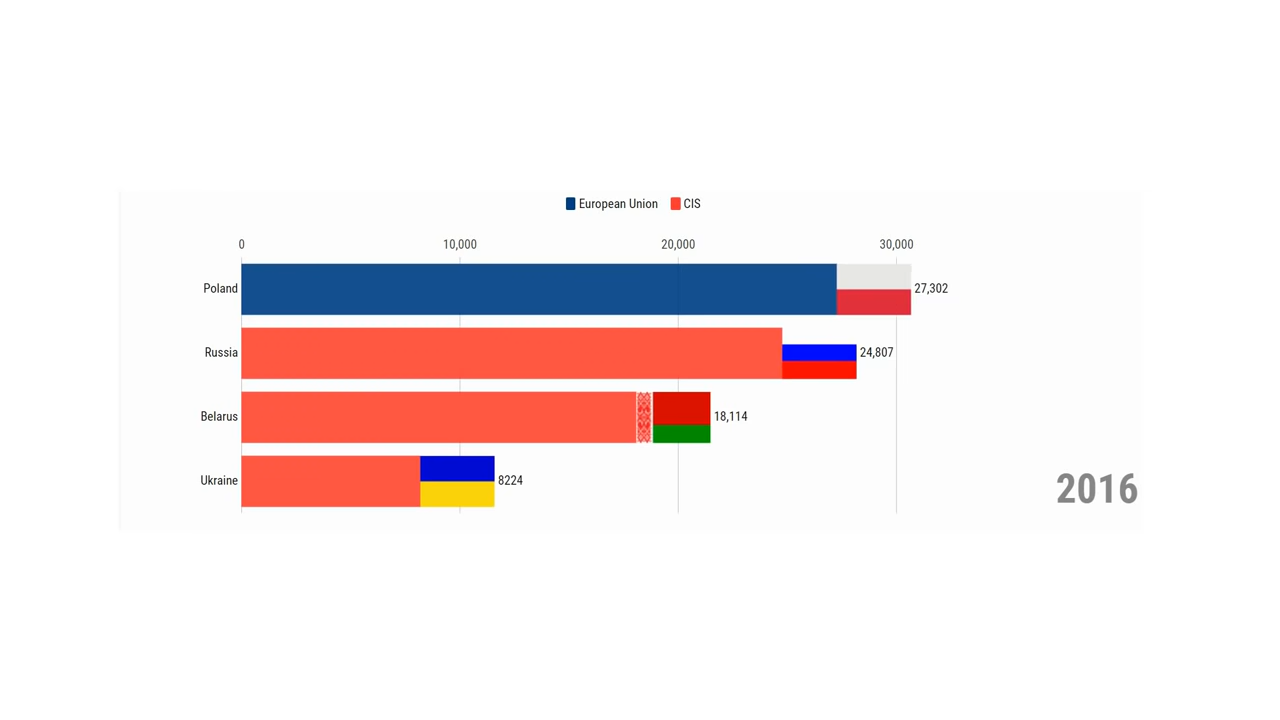 European Union CIS
0 10,000 20,000 30,000
Poland 27,302
Russia 24,807
Belarus 18,114
Ukraine 8224
2016